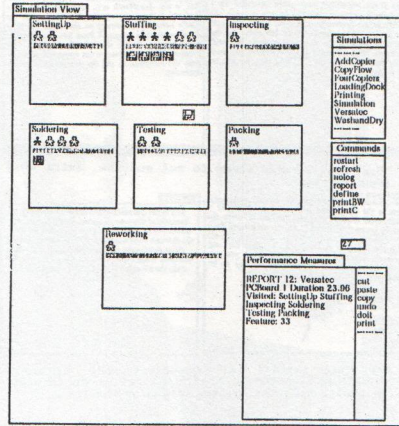 Simulation View
SettingUp
Stuffing
Inspecting
Soldering
Testing
Packing
Reworking
Simulations
AddCopier
CopyFlow
FourCopiers
LoadingDock
Printing
Simulation
Versatec
WashandDry
Commands
restart
refresh
nolog
report
define
printBW
printC
27
Performance Measures
REPORT 12: Versatec
PCBoard 1 Duration 23.96
Visited: SettingUp Stuffing
Inspecting Soldering
Testing Packing
Feature: 33
cut
paste
copy
undo
doit
print